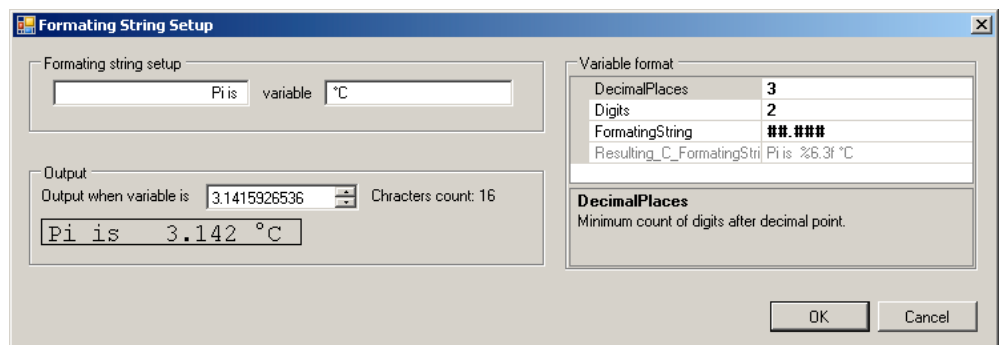 Formating String Setup
Formating string setup
Pi is variable °C
Output
Output when variable is 3.1415926536 Chracters count: 16
Pi is   3.142 °C
Variable format
DecimalPlaces 3
Digits 2
FormatingString ##.###
Resulting_C_FormatingStri Pi is %6.3f °C
DecimalPlaces
Minimum count of digits after decimal point.
OK Cancel